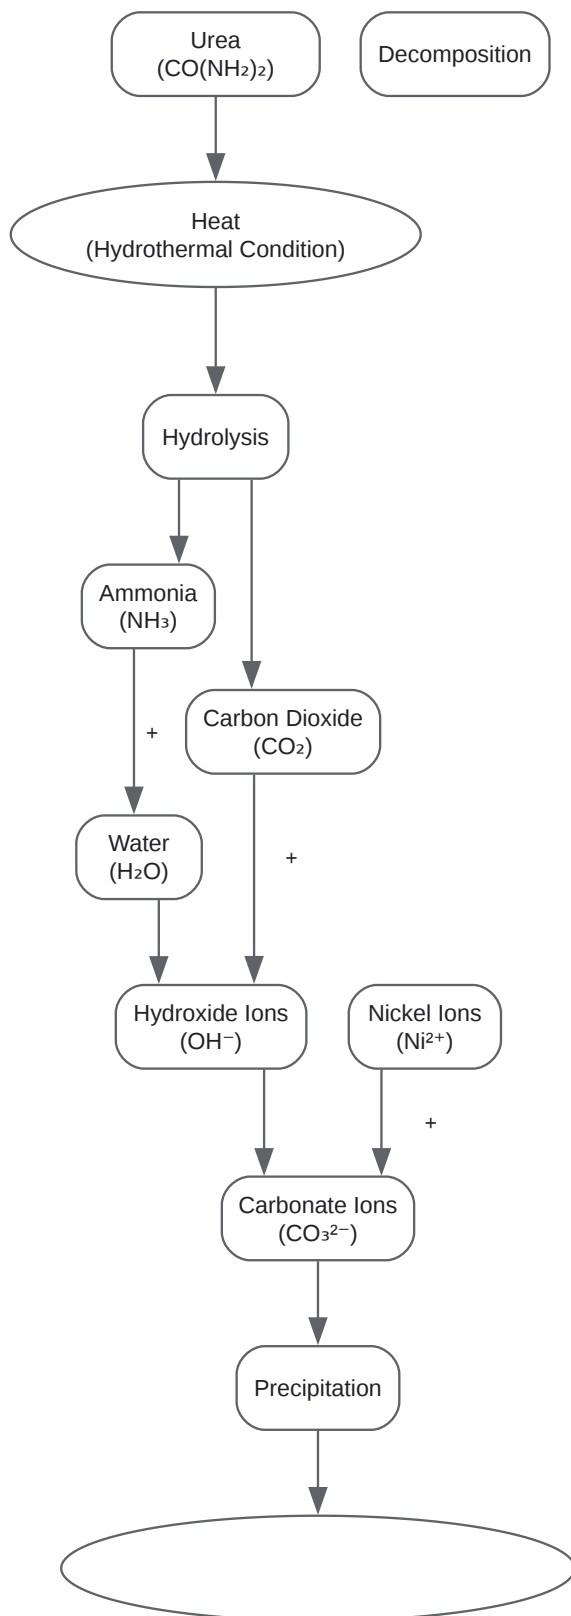 Urea
(CO(NH₂)₂)
Decomposition
Heat
(Hydrothermal Condition)
Hydrolysis
Ammonia
(NH₃)
+
Carbon Dioxide
(CO₂)
Water
(H₂O)
+
Hydroxide Ions
(OH⁻)
Nickel Ions
(Ni²⁺)
+
Carbonate Ions
(CO₃²⁻)
Precipitation